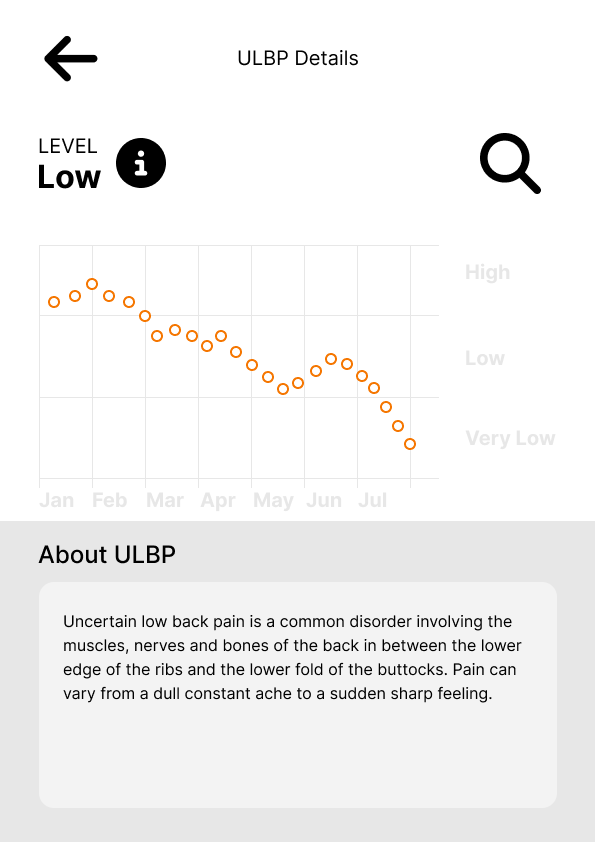 ULBP Details
LEVEL
Low
High
Low
Very Low
Jan Feb Mar Apr May Jun Jul
About ULBP
Uncertain low back pain is a common disorder involving the
muscles, nerves and bones of the back in between the lower
edge of the ribs and the lower fold of the buttocks. Pain can
vary from a dull constant ache to a sudden sharp feeling.